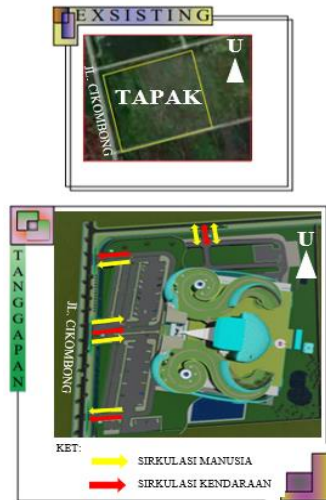 EXSISTING
U
JL. CIKOMBONG
TAPAK
TANGGAPAN
U
JL. CIKOMBONG
KET:
SIRKULASI MANUSIA
SIRKULASI KENDARAAN